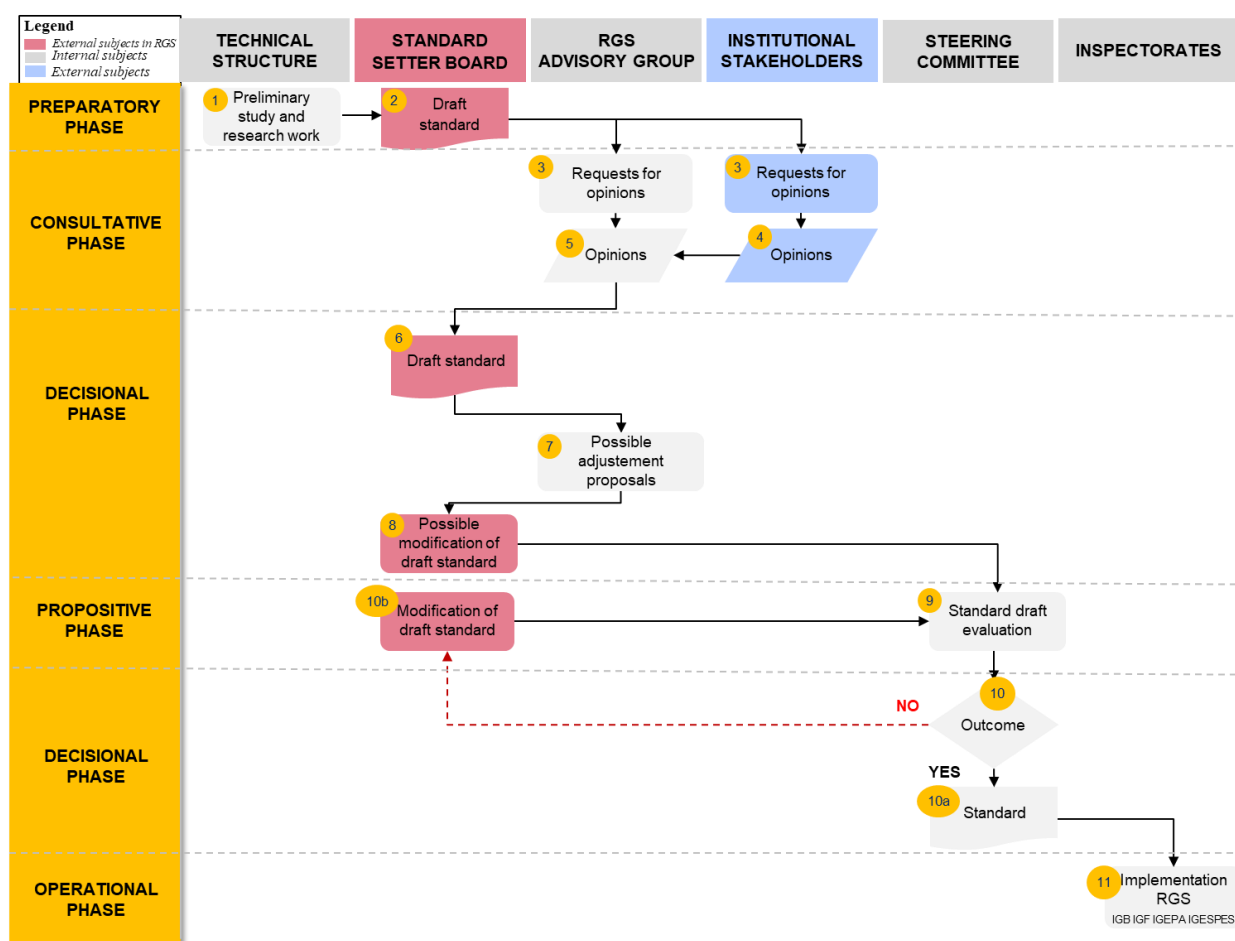 Legend
External subjects in RGS
Internal subjects
External subjects
TECHNICAL
STRUCTURE
STANDARD
SETTER BOARD
RGS
ADVISORY GROUP
INSTITUTIONAL
STAKEHOLDERS
STEERING
COMMITTEE
INSPECTORATES
PREPARATORY
PHASE
1
Preliminary
study and
research work
2
Draft
standard
CONSULTATIVE
PHASE
3
Requests for
opinions
3
Requests for
opinions
5
Opinions
4
Opinions
DECISIONAL
PHASE
6
Draft standard
7
Possible
adjustement
proposals
8
Possible
modification of
draft standard
PROPOSITIVE
PHASE
10b
Modification of
draft standard
9
Standard draft
evaluation
DECISIONAL
PHASE
10
Outcome
NO
YES
10a
Standard
OPERATIONAL
PHASE
11
Implementation
RGS
IGB IGF IGEPA IGESPES